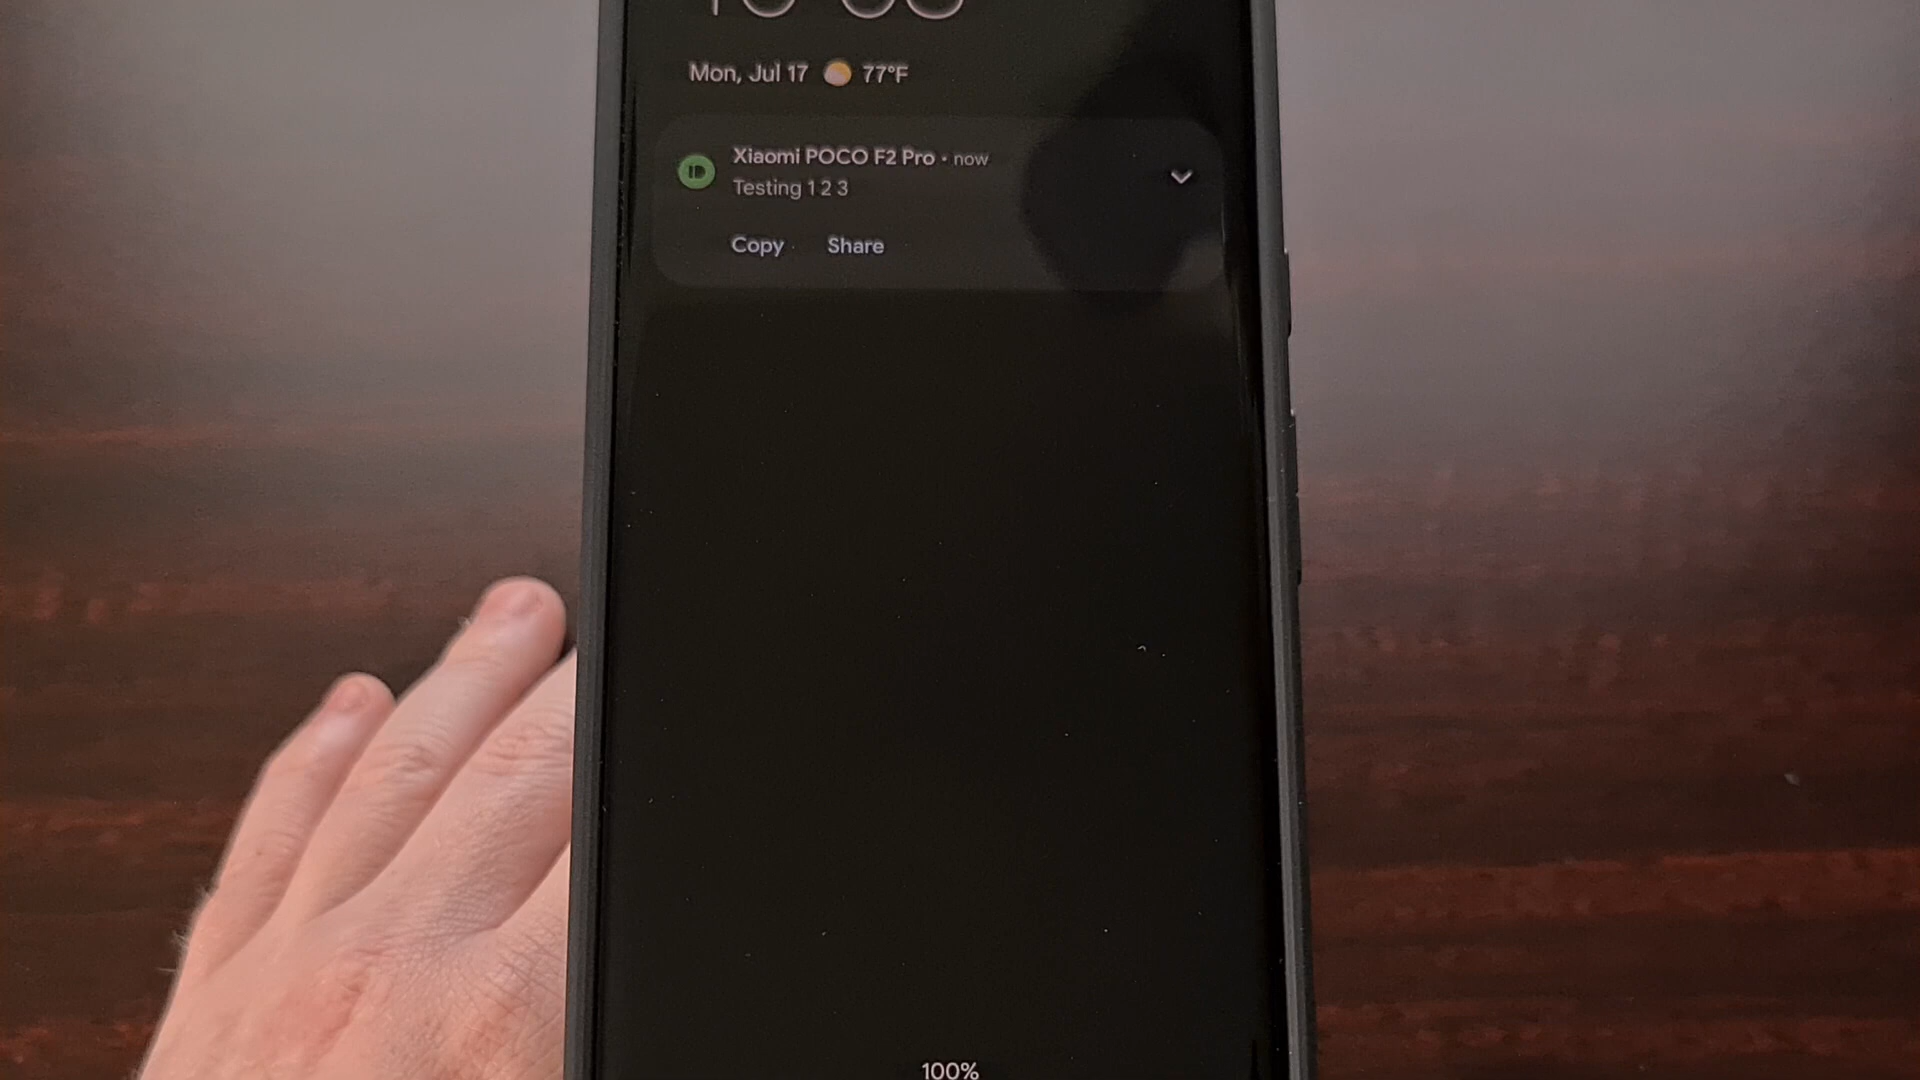 Mon, Jul 17 77°F
Xiaomi POCO F2 Pro • now
Testing 1 2 3
Copy Share
100%